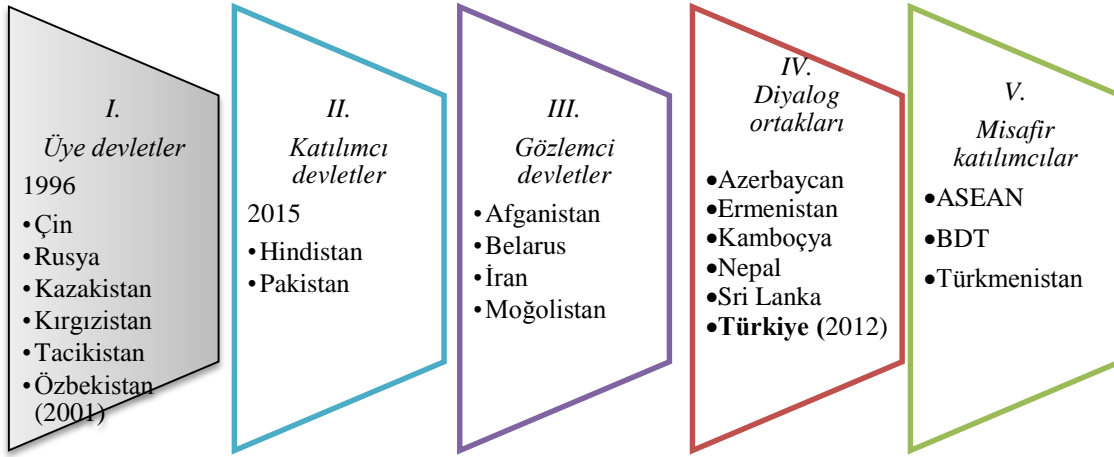 I.
Üye devletler
1996
•Çin
•Rusya
•Kazakistan
•Kırgızistan
•Tacikistan
•Özbekistan
(2001)
II.
Katılımcı
devletler
2015
•Hindistan
•Pakistan
III.
Gözlemci
devletler
•Afganistan
•Belarus
•İran
•Moğolistan
IV.
Diyalog
ortakları
•Azerbaycan
•Ermenistan
•Kamboçya
•Nepal
•Sri Lanka
•Türkiye (2012)
V.
Misafir
katılımcılar
•ASEAN
•BDT
•Türkmenistan